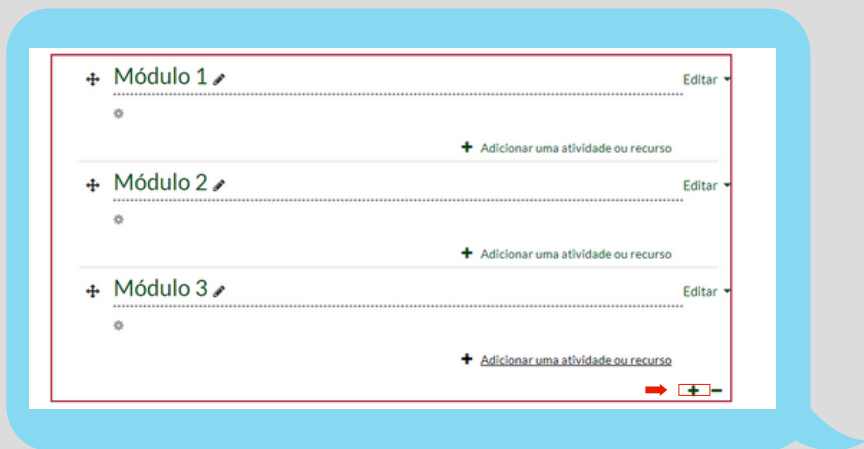 Módulo 1
Editar
Adicionar uma atividade ou recurso
Módulo 2
Editar
Adicionar uma atividade ou recurso
Módulo 3
Editar
Adicionar uma atividade ou recurso